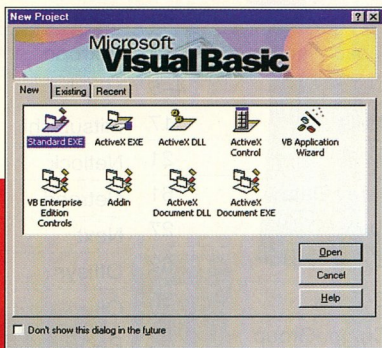 New Project
Microsoft
Visual Basic
New Existing Recent
Standard EXE ActiveX EXE ActiveX DLL ActiveX Control VB Application Wizard
VB Enterprise Edition Controls Addin ActiveX Document DLL ActiveX Document EXE
Open
Cancel
Help
Don't show this dialog in the future